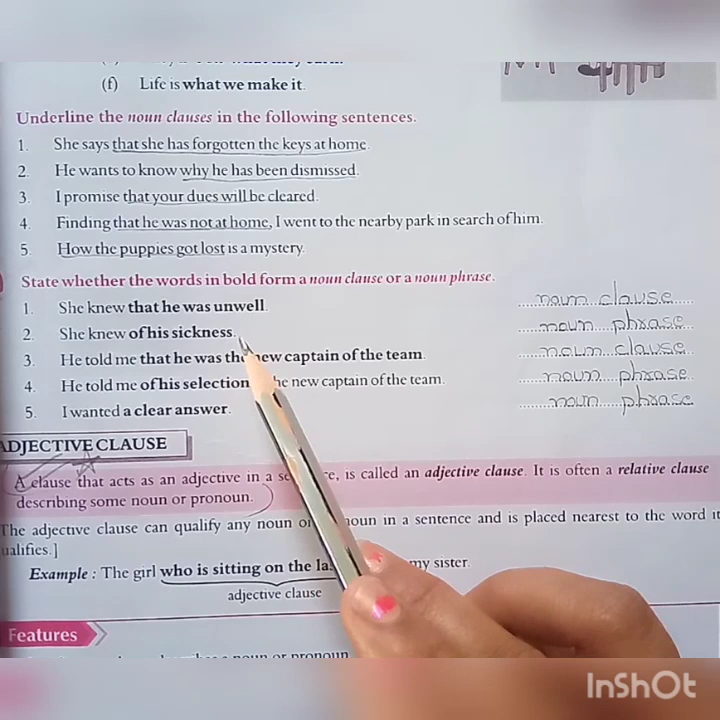 what they earn.
(f) Life is what we make it.
Underline the noun clauses in the following sentences.
1. She says that she has forgotten the keys at home.
2. He wants to know why he has been dismissed.
3. I promise that your dues will be cleared.
4. Finding that he was not at home, I went to the nearby park in search of him.
5. How the puppies got lost is a mystery.
State whether the words in bold form a noun clause or a noun phrase.
1. She knew that he was unwell. noun clause
2. She knew of his sickness. noun phrase
3. He told me that he was the new captain of the team. noun clause
4. He told me of his selection the new captain of the team. noun phrase
5. I wanted a clear answer. noun phrase
ADJECTIVE CLAUSE
A clause that acts as an adjective in a is called an adjective clause. It is often a relative clause
describing some noun or pronoun.
The adjective clause can qualify any noun or in a sentence and is placed nearest to the word it
ualifies.]
Example : The girl who is sitting on the my sister.
adjective clause
Features
a noun or pronoun
InShOt